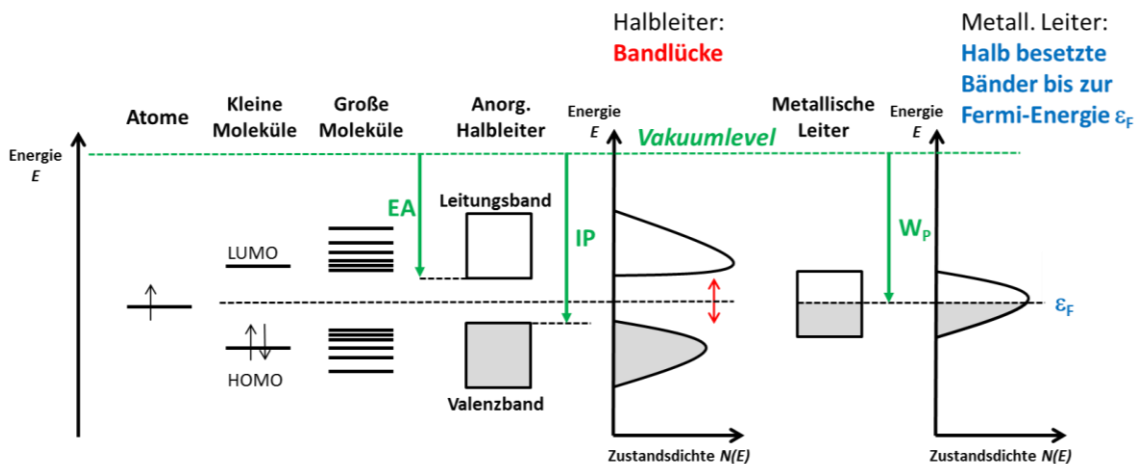 Halbleiter:
Bandlücke
Metall. Leiter:
Halb besetzte
Bänder bis zur
Fermi-Energie εF
Atome
Kleine
Moleküle
Große
Moleküle
Anorg.
Halbleiter
Energie
E
Metallische
Leiter
Energie
E
Energie
E
Vakuumlevel
EA
Leitungsband
IP
WP
LUMO
εF
HOMO
Valenzband
Zustandsdichte N(E)
Zustandsdichte N(E)